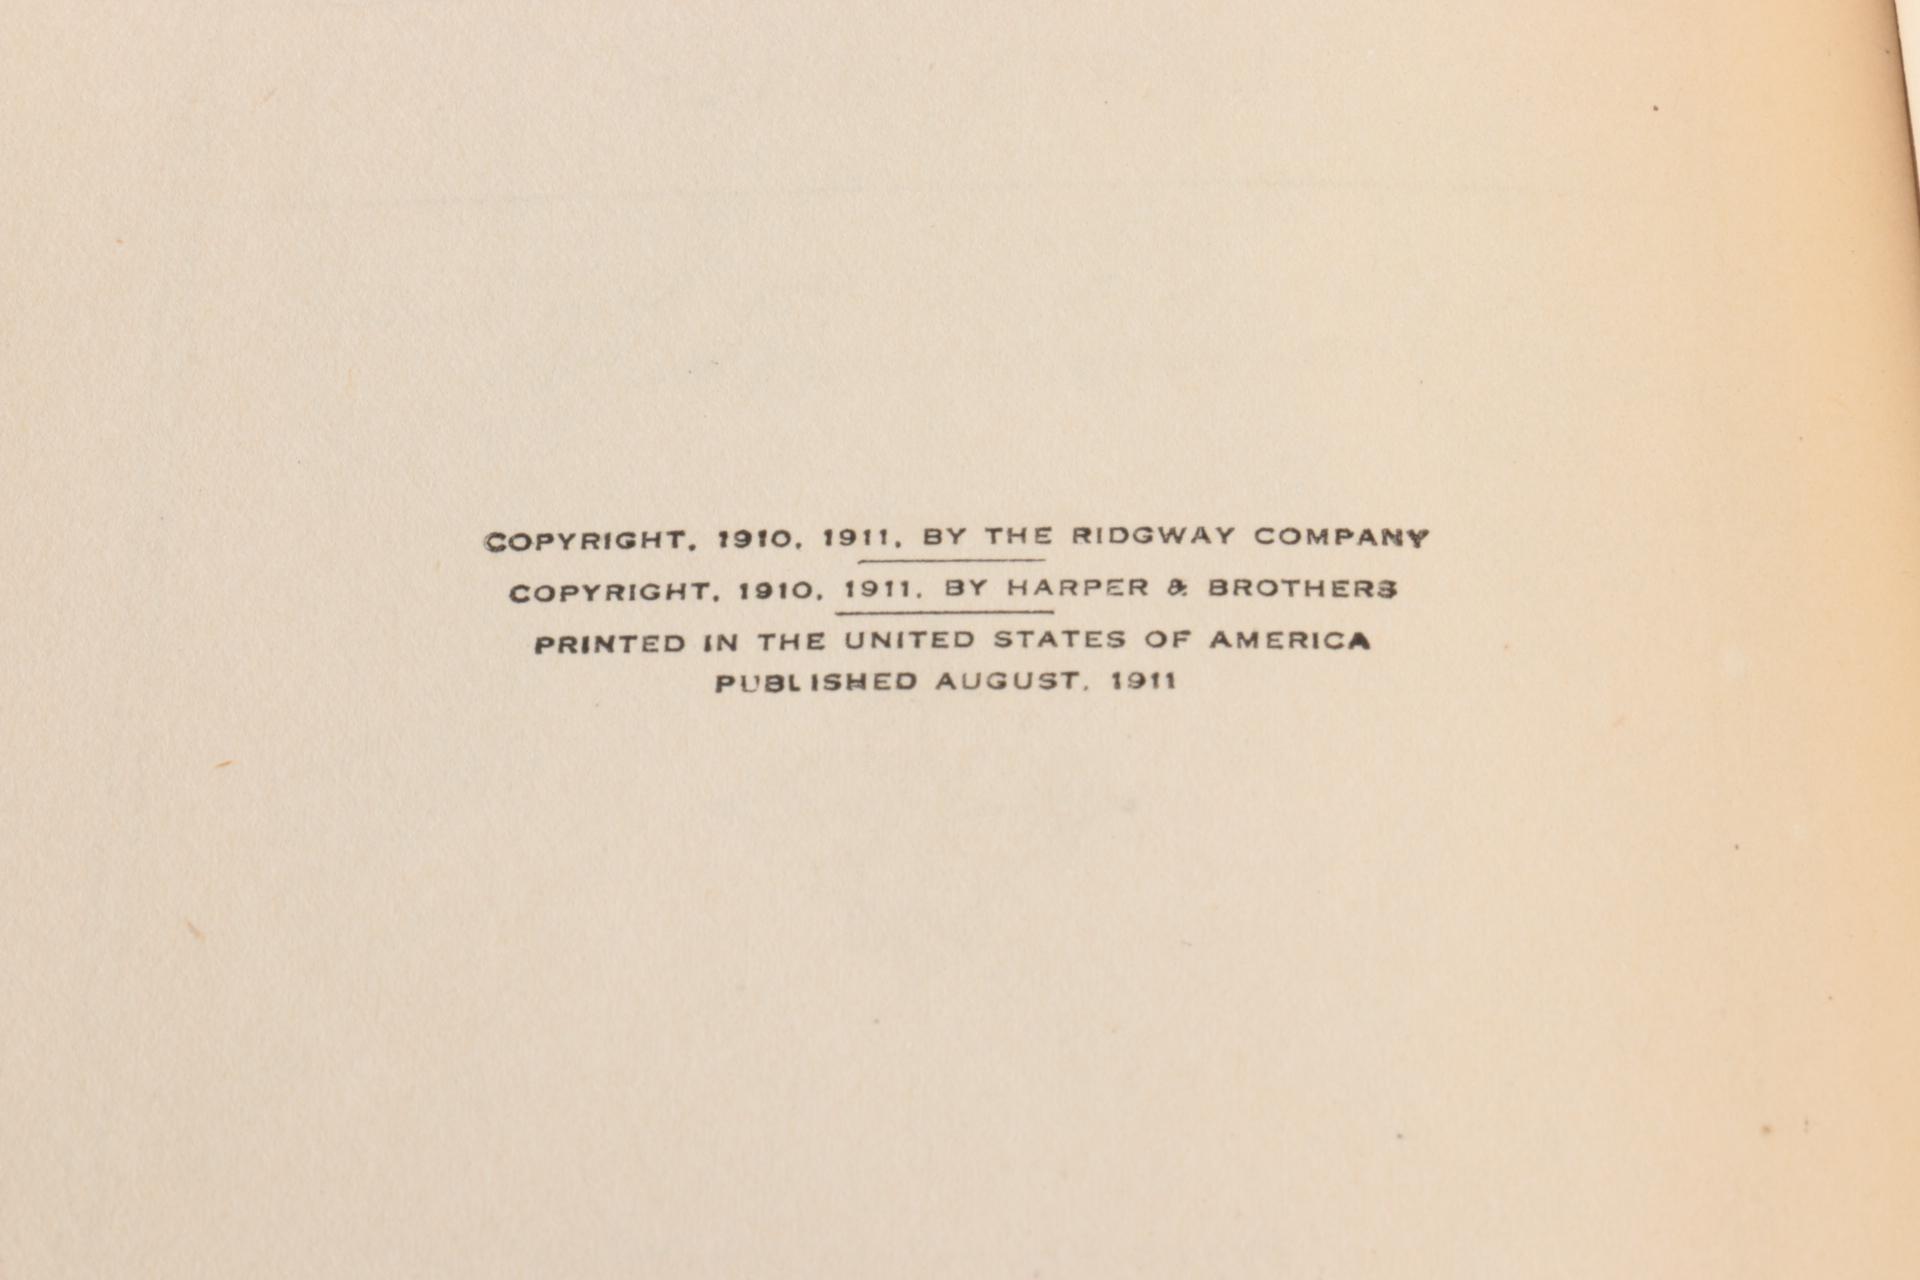 COPYRIGHT, 1910, 1911, BY THE RIDGWAY COMPANY
COPYRIGHT, 1910, 1911, BY HARPER & BROTHERS
PRINTED IN THE UNITED STATES OF AMERICA
PUBLISHED AUGUST, 1911